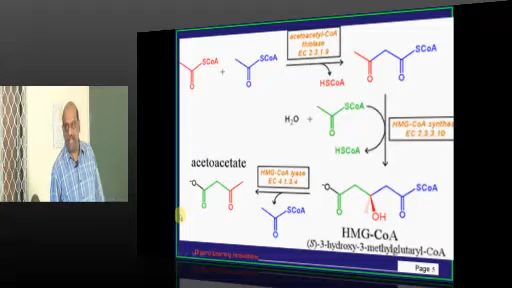 acetoacetyl-CoA
thiolase
EC 2.3.1.9
SCoA
+
SCoA
HSCoA
SCoA
H2O
+
SCoA
HMG-CoA synthas
EC 2.3.3.10
HSCoA
acetoacetate
HMG-CoA lyase
EC 4.1.3.4
-O
O
O
SCoA
O
-O
O
OH
SCoA
O
HMG-CoA
(S)-3-hydroxy-3-methylglutaryl-CoA
Page 5